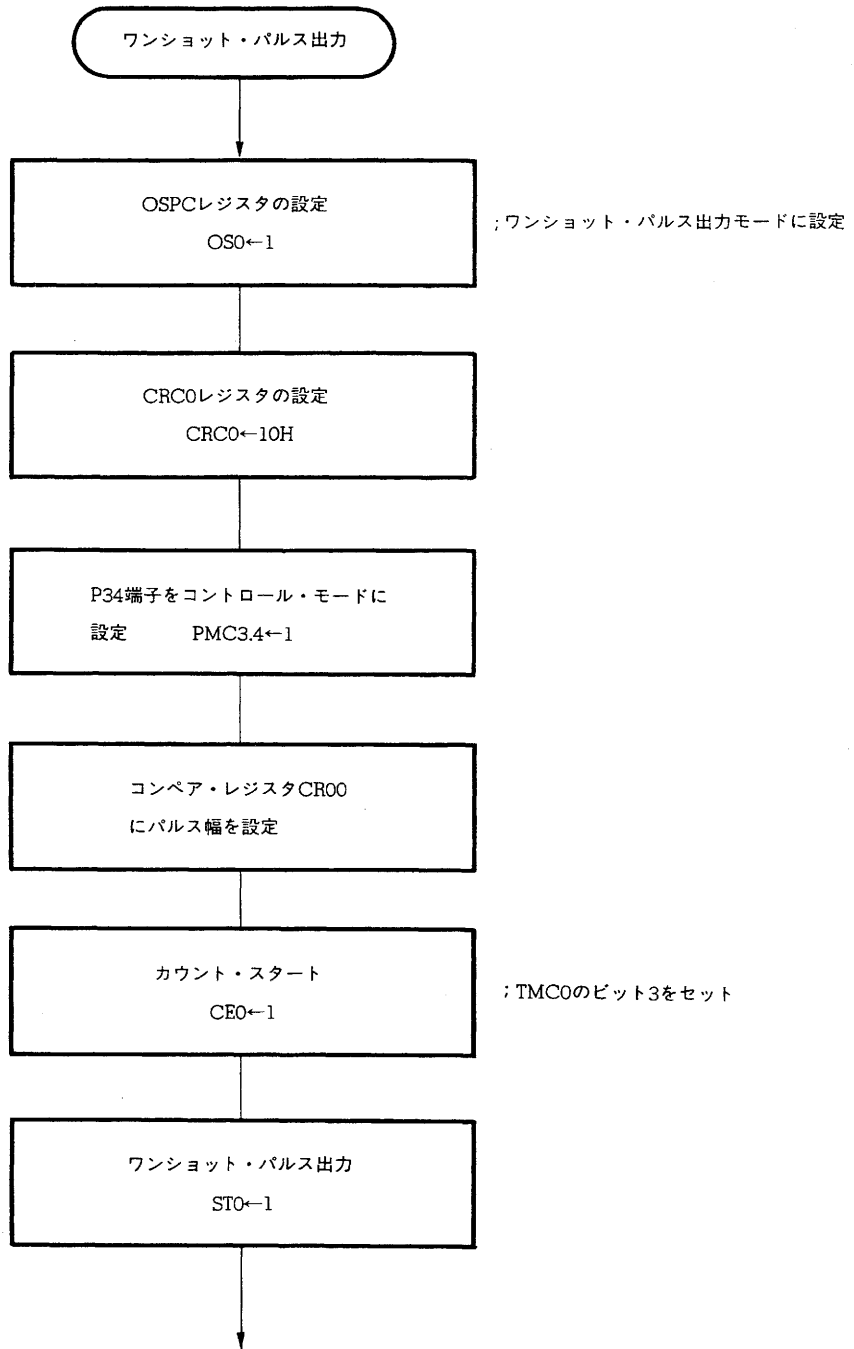 ワンショット・パルス出力
OSPCレジスタの設定
OS0←1
;ワンショット・パルス出力モードに設定
CRC0レジスタの設定
CRC0←10H
P34端子をコントロール・モードに
設定 PMC3.4←1
コンペア・レジスタCR00
にパルス幅を設定
カウント・スタート
CE0←1
;TMC0のビット3をセット
ワンショット・パルス出力
ST0←1